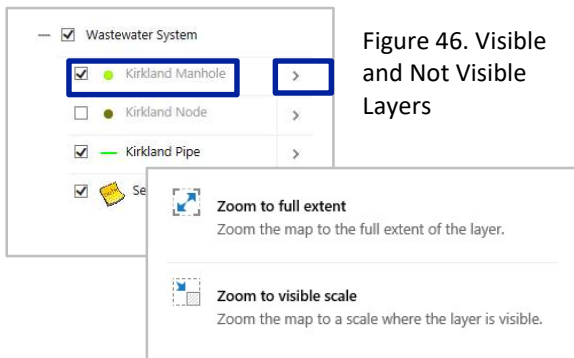 Wastewater System
Kirkland Manhole
Kirkland Node
Kirkland Pipe
Se
Figure 46. Visible
and Not Visible
Layers
Zoom to full extent
Zoom the map to the full extent of the layer.
Zoom to visible scale
Zoom the map to a scale where the layer is visible.